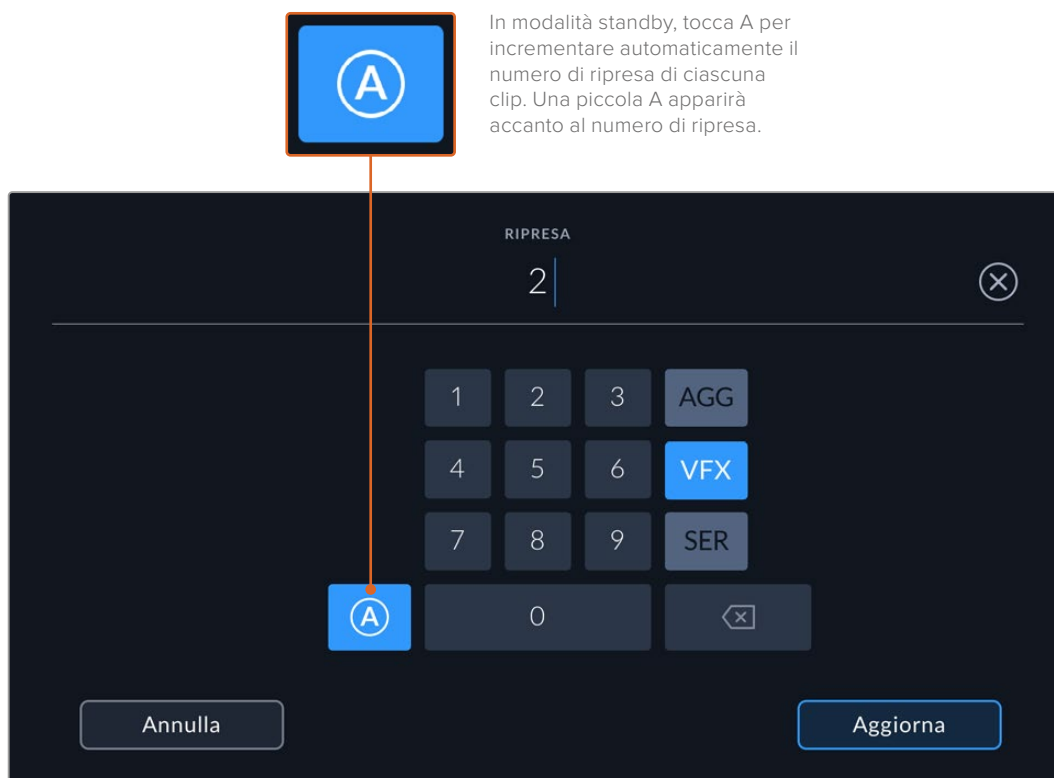 A
In modalità standby, tocca A per
incrementare automaticamente il
numero di ripresa di ciascuna
clip. Una piccola A apparirà
accanto al numero di ripresa.
RIPRESA
2
1 2 3 AGG
4 5 6 VFX
7 8 9 SER
A 0
Annulla Aggiorna